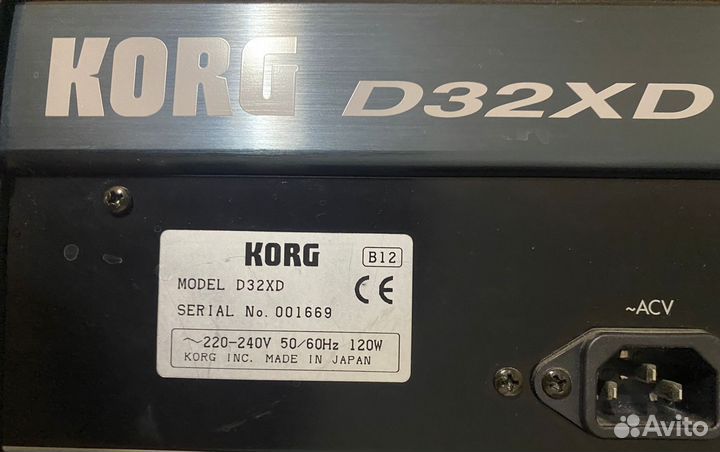 KORG D32XD
KORG B12
MODEL D32XD
CE
SERIAL No. 001669
~220-240V 50/60Hz 120W
KORG INC. MADE IN JAPAN
~ACV
Avito